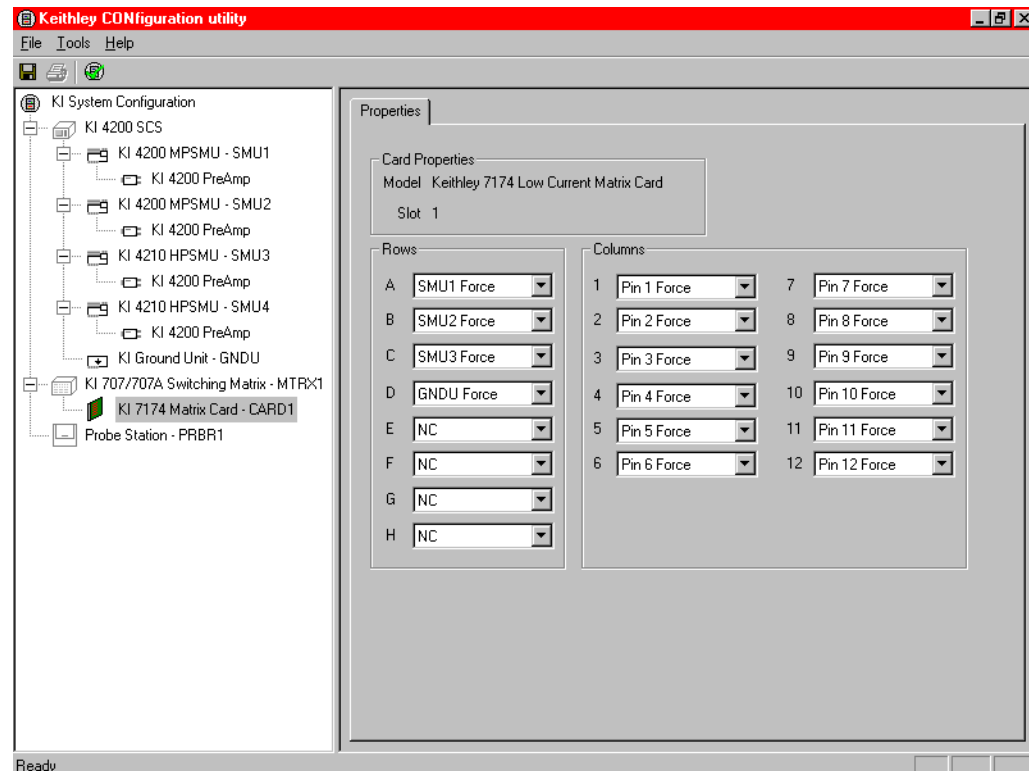 Keithley CONfiguration utility
File Tools Help
KI System Configuration
KI 4200 SCS
KI 4200 MPSMU - SMU1
KI 4200 PreAmp
KI 4200 MPSMU - SMU2
KI 4200 PreAmp
KI 4210 HPSMU - SMU3
KI 4200 PreAmp
KI 4210 HPSMU - SMU4
KI 4200 PreAmp
KI Ground Unit - GNDU
KI 707/707A Switching Matrix - MTRX1
KI 7174 Matrix Card - CARD1
Probe Station - PRBR1
Properties
Card Properties
Model Keithley 7174 Low Current Matrix Card
Slot 1
Rows
A SMU1 Force
B SMU2 Force
C SMU3 Force
D GNDU Force
E NC
F NC
G NC
H NC
Columns
1 Pin 1 Force
2 Pin 2 Force
3 Pin 3 Force
4 Pin 4 Force
5 Pin 5 Force
6 Pin 6 Force
7 Pin 7 Force
8 Pin 8 Force
9 Pin 9 Force
10 Pin 10 Force
11 Pin 11 Force
12 Pin 12 Force
Ready